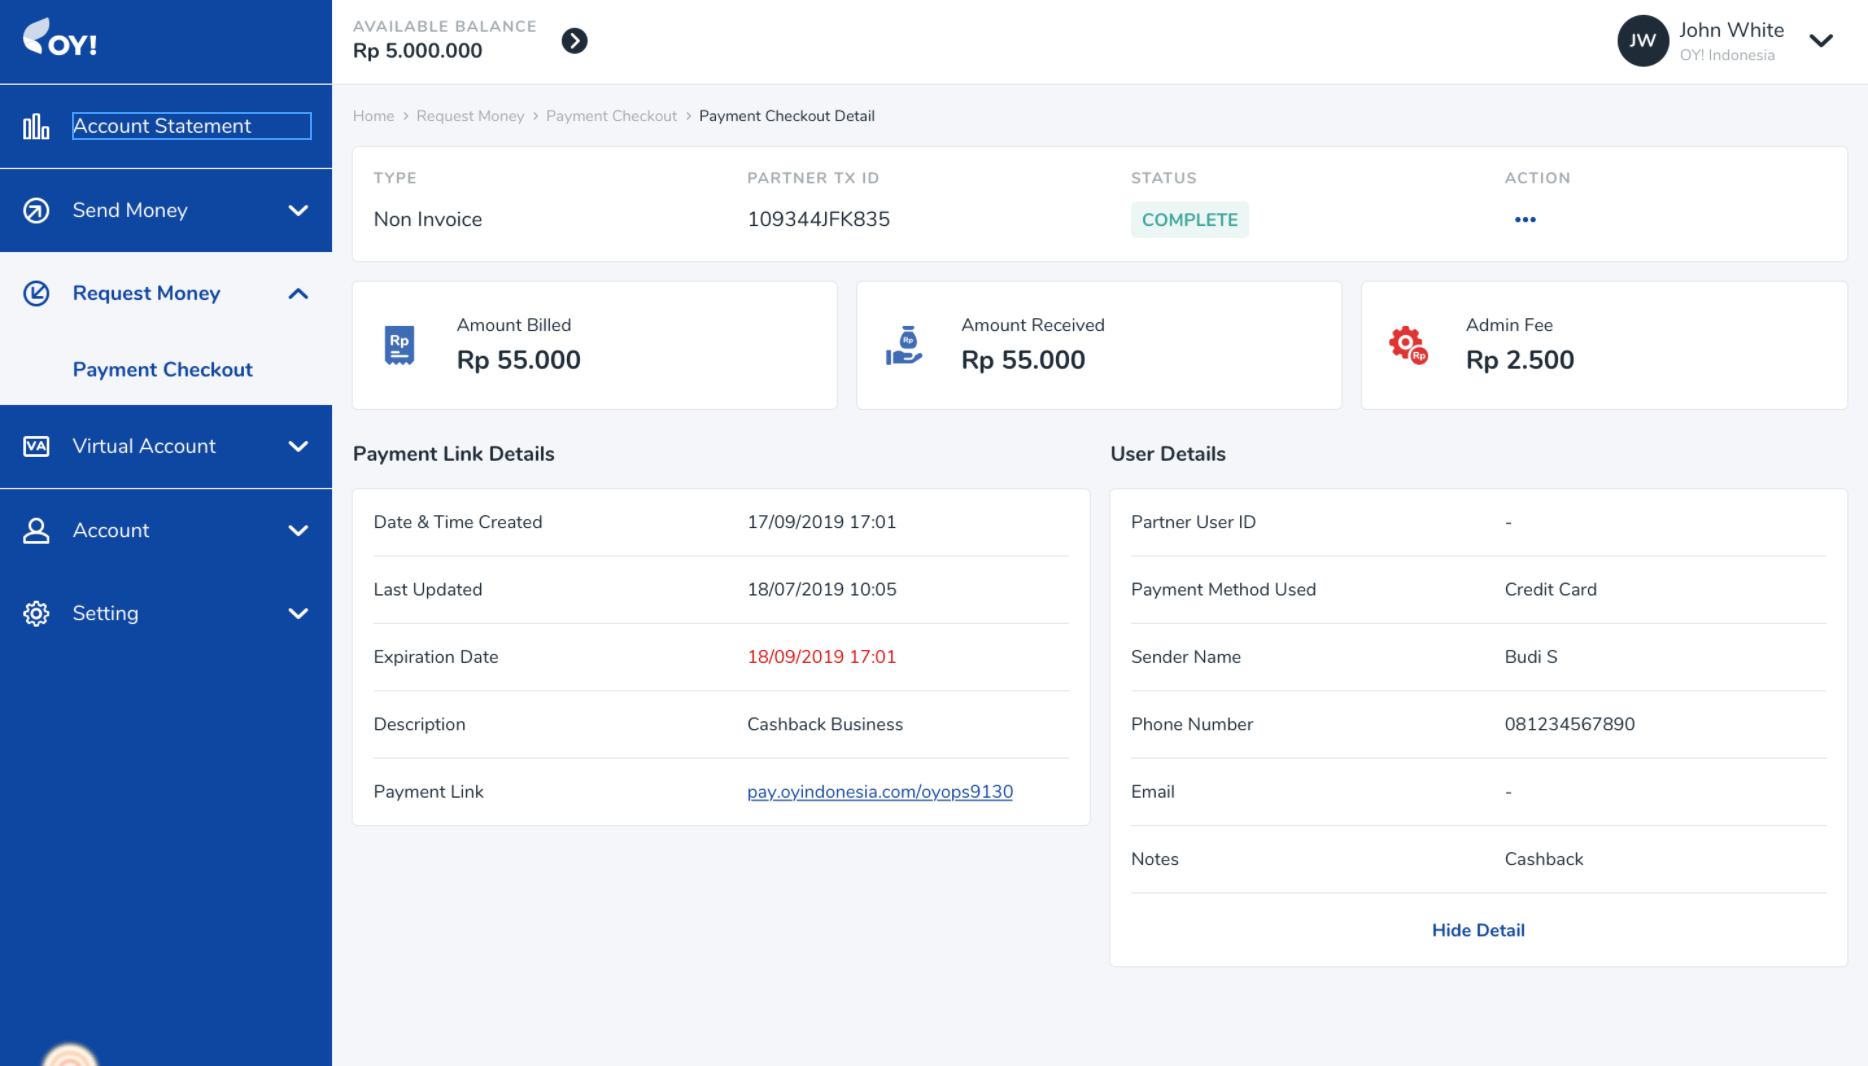 OY!
AVAILABLE BALANCE
Rp 5.000.000
JW
John White
OY! Indonesia
Account Statement
Send Money
Request Money
Payment Checkout
VA
Virtual Account
Account
Setting
Home > Request Money > Payment Checkout > Payment Checkout Detail
TYPE PARTNER TX ID STATUS ACTION
Non Invoice 109344JFK835 COMPLETE •••
Rp
Amount Billed
Rp 55.000
Rp
Amount Received
Rp 55.000
Rp
Admin Fee
Rp 2.500
Payment Link Details
Date & Time Created 17/09/2019 17:01
Last Updated 18/07/2019 10:05
Expiration Date 18/09/2019 17:01
Description Cashback Business
Payment Link pay.oyindonesia.com/oyops9130
User Details
Partner User ID -
Payment Method Used Credit Card
Sender Name Budi S
Phone Number 081234567890
Email -
Notes Cashback
Hide Detail